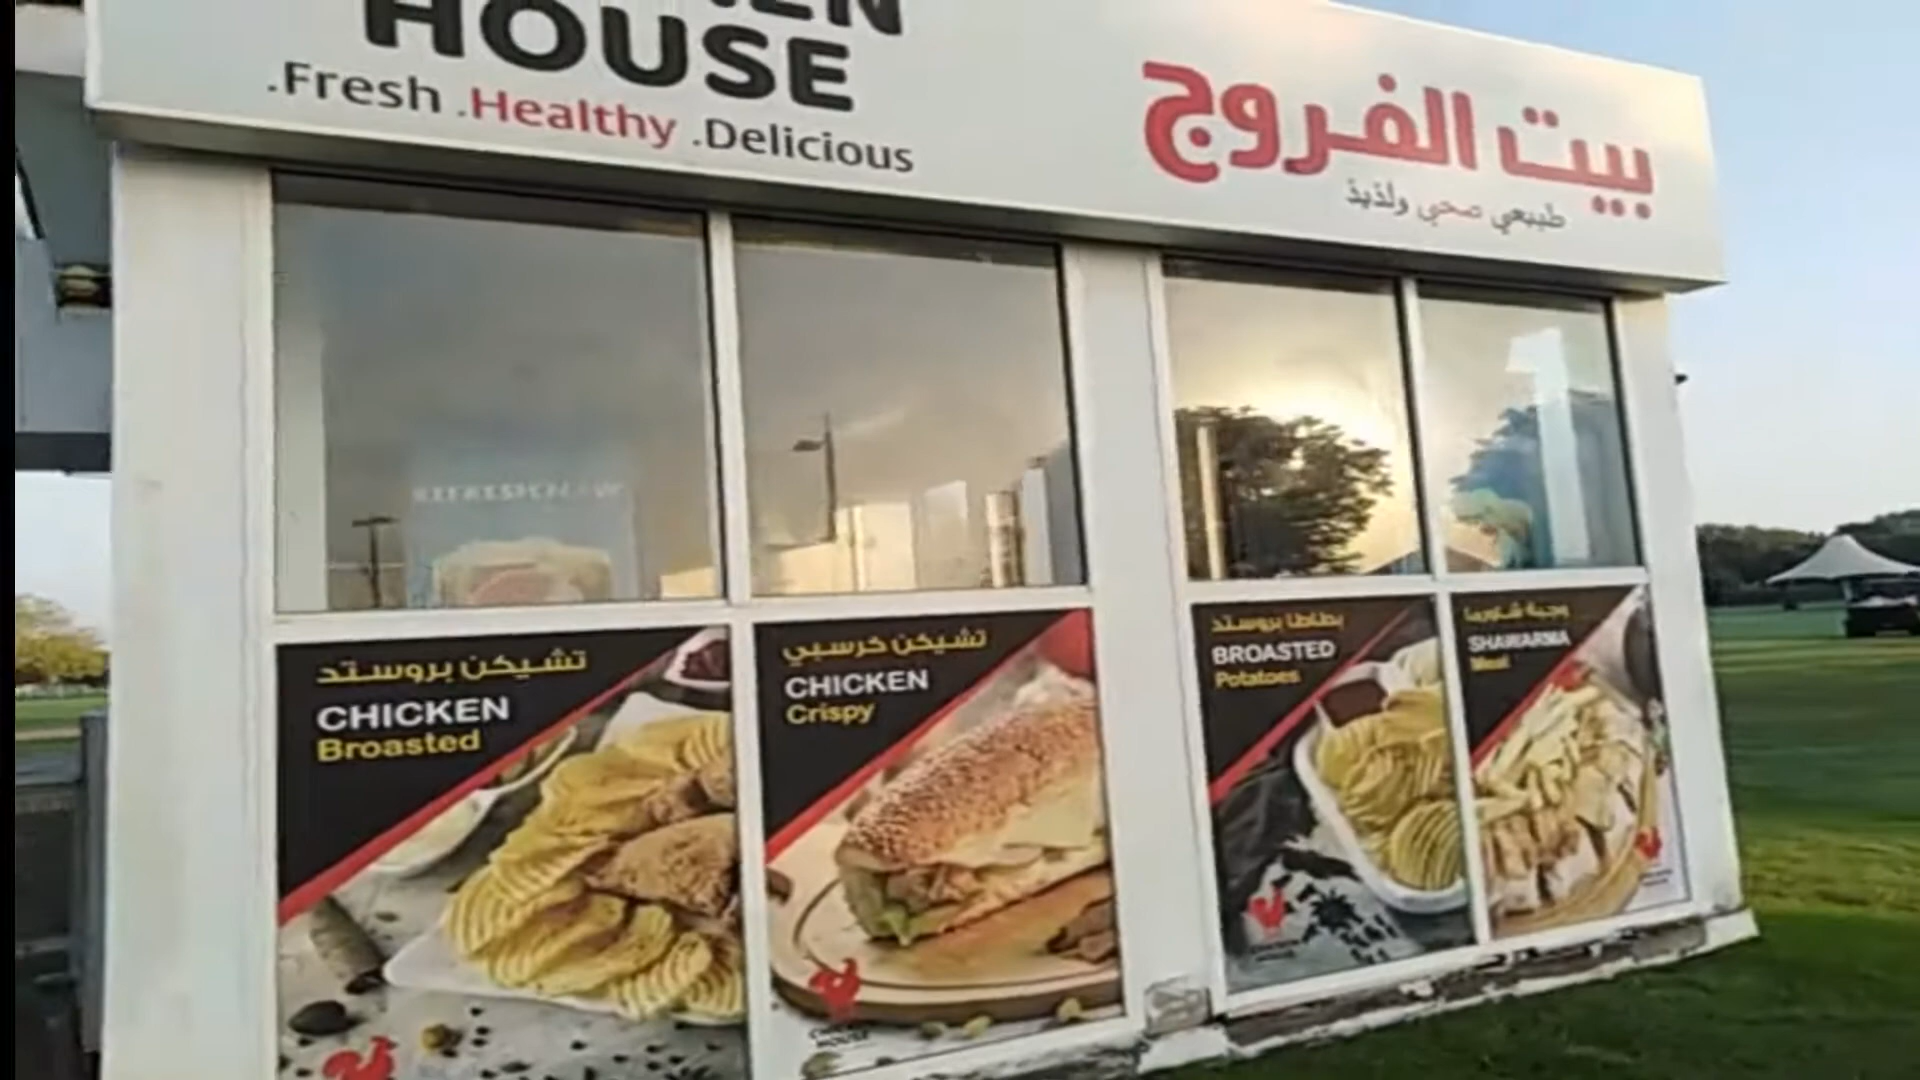 HOUSE
.Fresh .Healthy .Delicious
بيت الفروج
طبيعي صحي ولذيذ
تشيكن بروستد
CHICKEN
Broasted
تشيكن كرسبي
CHICKEN
Crispy
بطاطا بروستد
BROASTED
Potatoes
وجبة شاورما
SHAWARMA
Meal
HOUSE